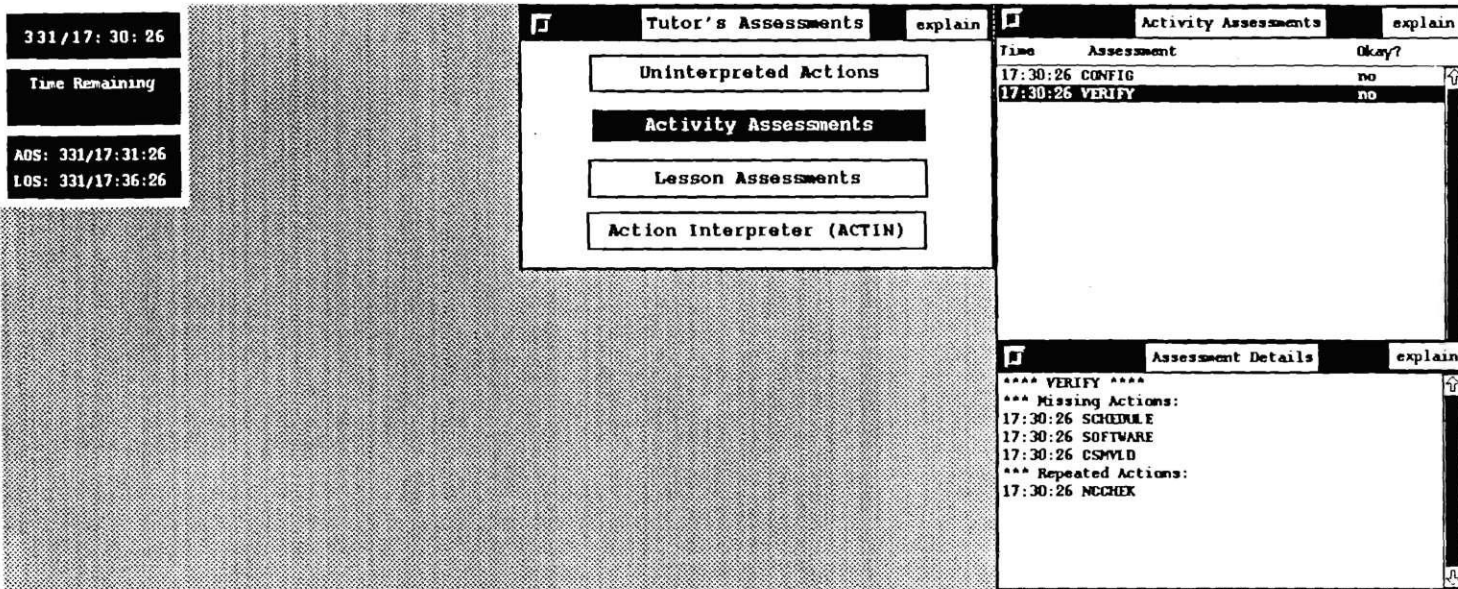 331/17:30:26
Time Remaining
AOS: 331/17:31:26
LOS: 331/17:36:26
Tutor's Assessments explain
Uninterpreted Actions
Activity Assessments
Lesson Assessments
Action Interpreter (ACTIN)
Activity Assessments explain
Time Assessment Okay?
17:30:26 CONFIG no
17:30:26 VERIFY no
Assessment Details explain
**** VERIFY ****
*** Missing Actions:
17:30:26 SCHEDULE
17:30:26 SOFTWARE
17:30:26 CSMVLD
*** Repeated Actions:
17:30:26 NCCHEK